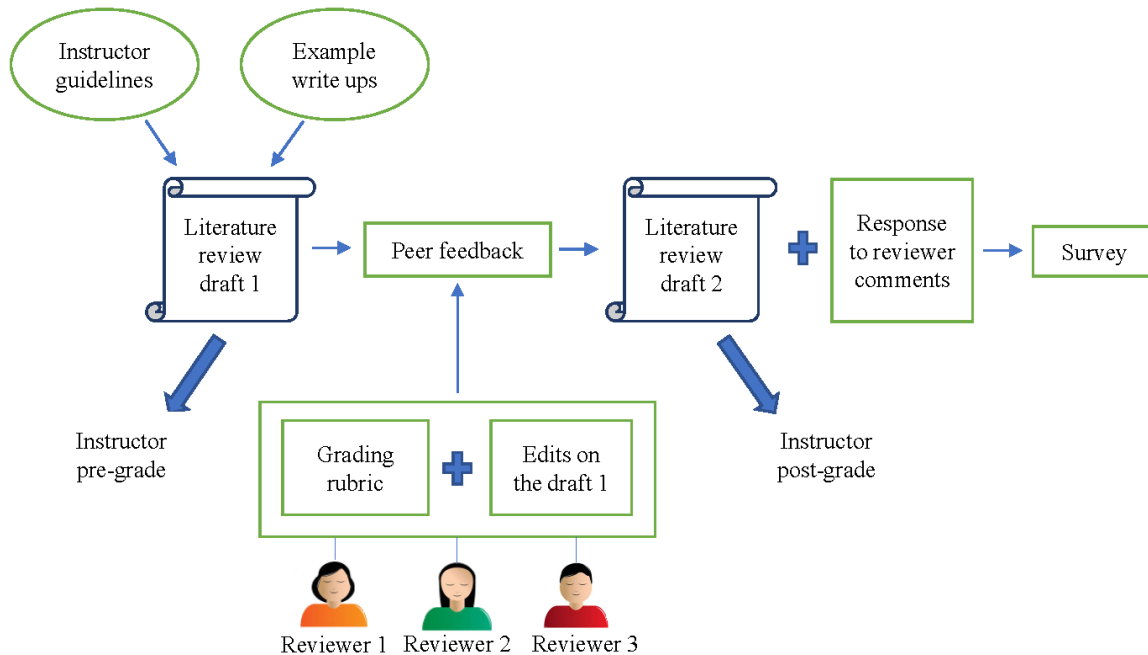 Instructor
guidelines
Example
write ups
Literature
review
draft 1
Peer feedback
Literature
review
draft 2
Response
to reviewer
comments
Survey
Instructor
pre-grade
Grading
rubric
Edits on
the draft 1
Instructor
post-grade
Reviewer 1
Reviewer 2
Reviewer 3